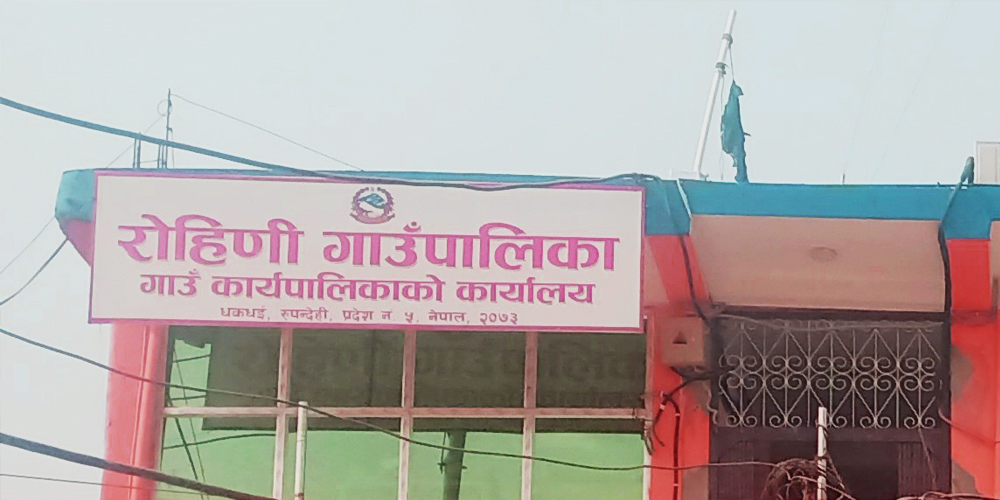 रोहिणी गाउँपालिका
गाउँ कार्यपालिकाको कार्यालय
धकधई, रुपन्देही, प्रदेश न ५, नेपाल, २०७३